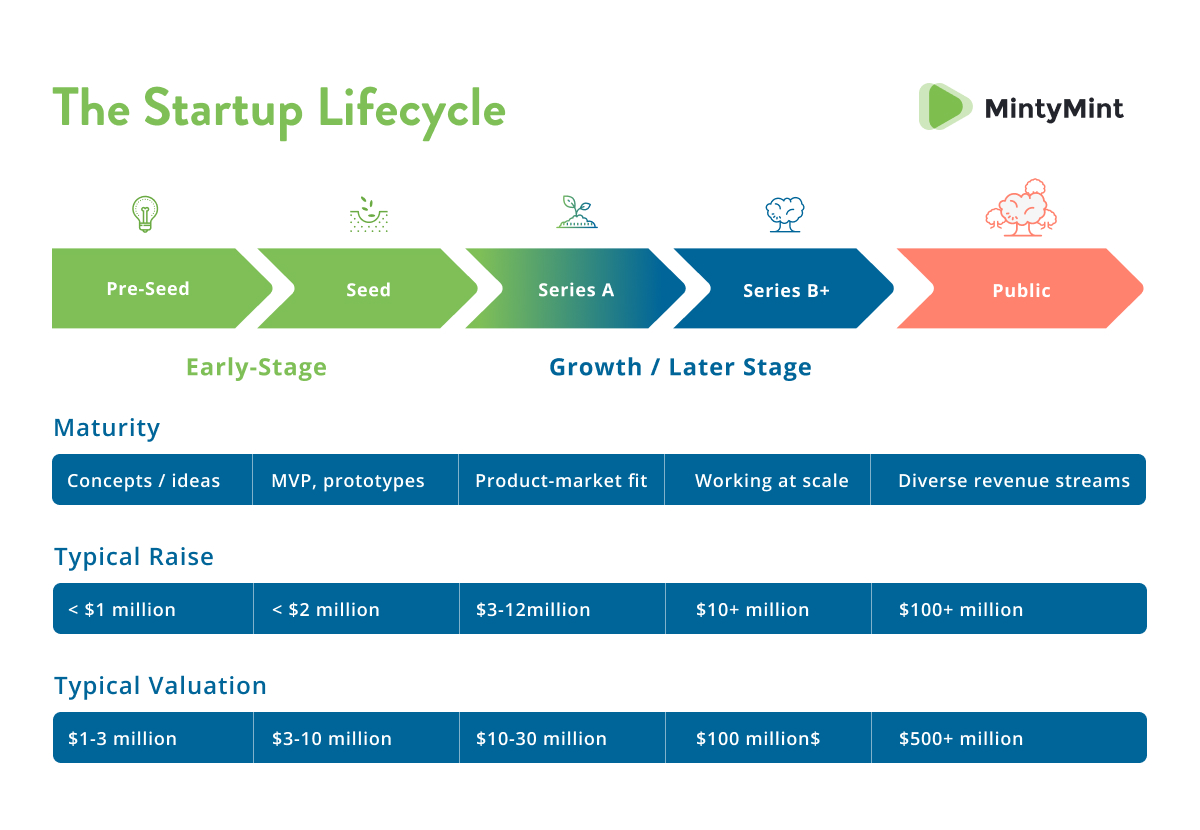 The Startup Lifecycle
MintyMint
Pre-Seed
Seed
Series A
Series B+
Public
Early-Stage
Growth / Later Stage
Maturity
Concepts / ideas
MVP, prototypes
Product-market fit
Working at scale
Diverse revenue streams
Typical Raise
< $1 million
< $2 million
$3-12million
$10+ million
$100+ million
Typical Valuation
$1-3 million
$3-10 million
$10-30 million
$100 million$
$500+ million